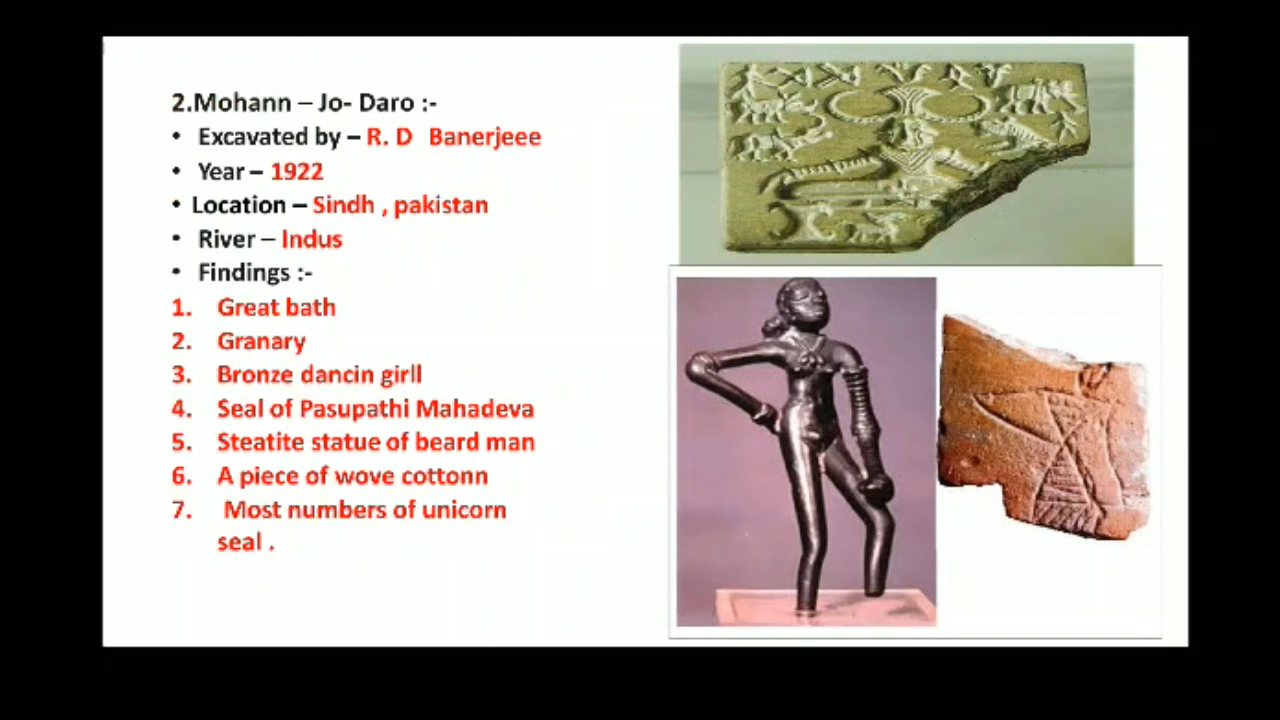 2.Mohann – Jo- Daro :-
• Excavated by – R. D Banerjeee
• Year – 1922
• Location – Sindh , pakistan
• River – Indus
• Findings :-
1. Great bath
2. Granary
3. Bronze dancin girll
4. Seal of Pasupathi Mahadeva
5. Steatite statue of beard man
6. A piece of wove cottonn
7. Most numbers of unicorn
seal .